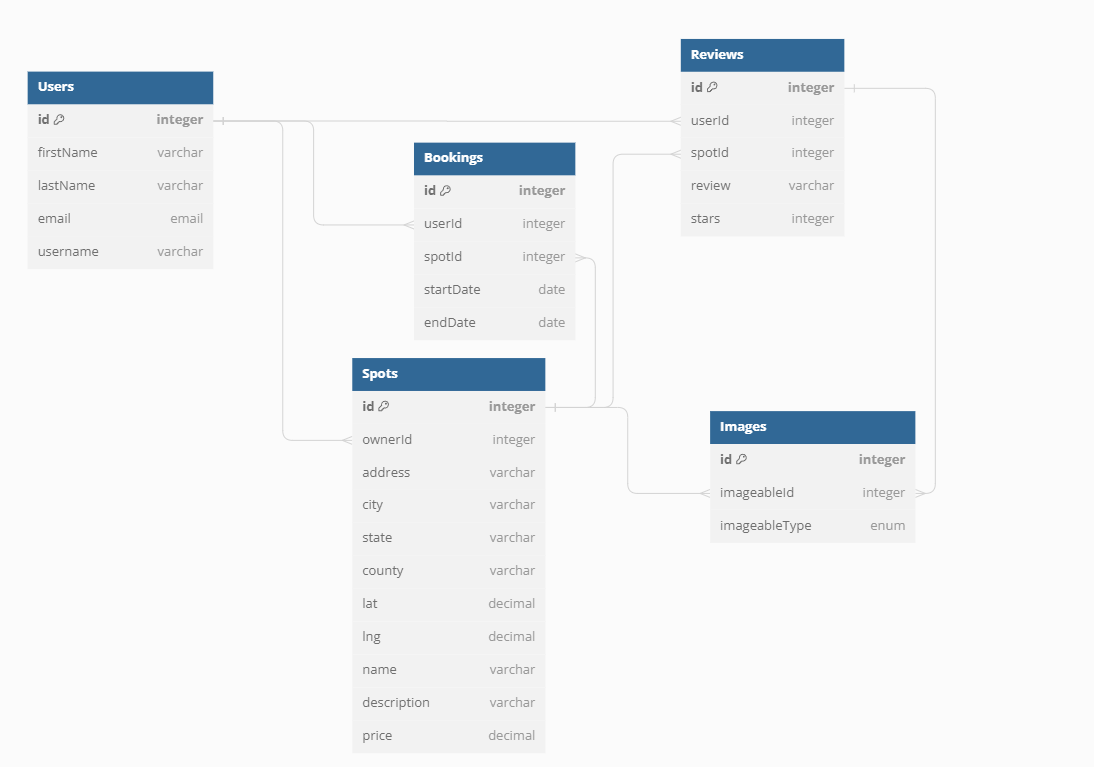 Users
id integer
firstName varchar
lastName varchar
email email
username varchar
Bookings
id integer
userId integer
spotId integer
startDate date
endDate date
Spots
id integer
ownerId integer
address varchar
city varchar
state varchar
county varchar
lat decimal
lng decimal
name varchar
description varchar
price decimal
Reviews
id integer
userId integer
spotId integer
review varchar
stars integer
Images
id integer
imageableId integer
imageableType enum